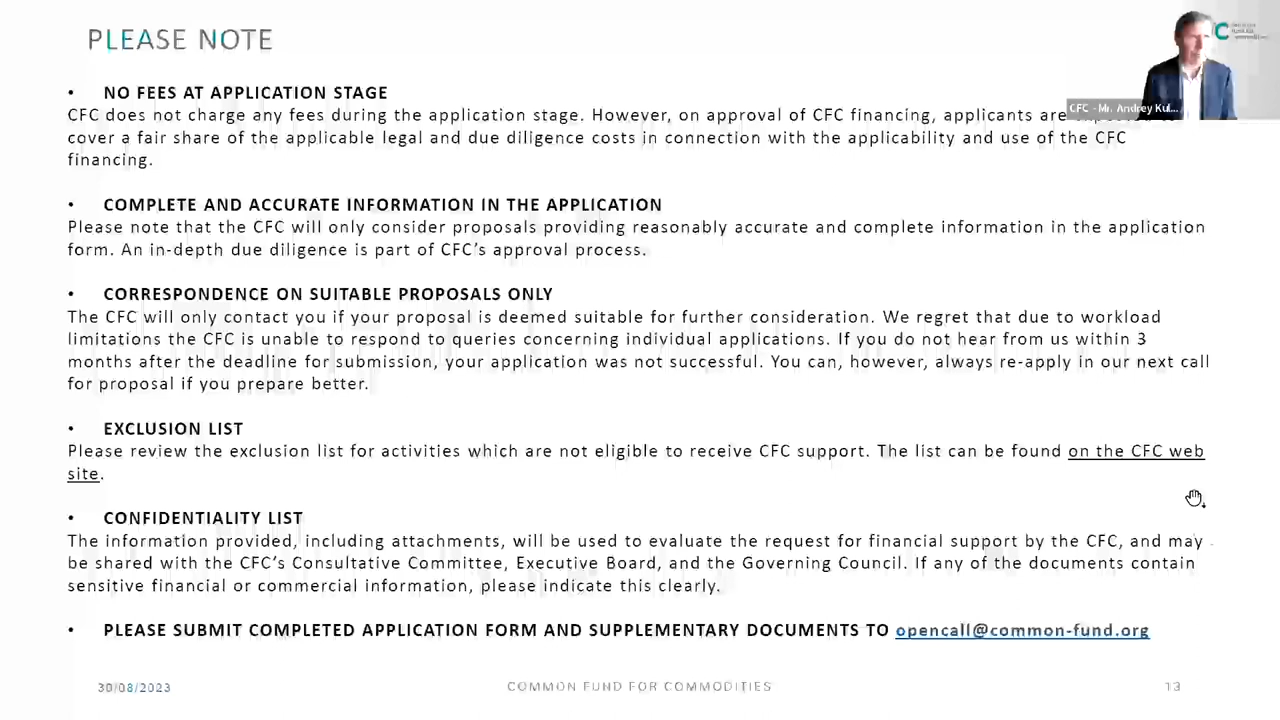 PLEASE NOTE
CFC - Mr. Andrey Kul...
• NO FEES AT APPLICATION STAGE
CFC does not charge any fees during the application stage. However, on approval of CFC financing, applicants are
cover a fair share of the applicable legal and due diligence costs in connection with the applicability and use of the CFC
financing.
• COMPLETE AND ACCURATE INFORMATION IN THE APPLICATION
Please note that the CFC will only consider proposals providing reasonably accurate and complete information in the application
form. An in-depth due diligence is part of CFC's approval process.
• CORRESPONDENCE ON SUITABLE PROPOSALS ONLY
The CFC will only contact you if your proposal is deemed suitable for further consideration. We regret that due to workload
limitations the CFC is unable to respond to queries concerning individual applications. If you do not hear from us within 3
months after the deadline for submission, your application was not successful. You can, however, always re-apply in our next call
for proposal if you prepare better.
• EXCLUSION LIST
Please review the exclusion list for activities which are not eligible to receive CFC support. The list can be found on the CFC web
site.
• CONFIDENTIALITY LIST
The information provided, including attachments, will be used to evaluate the request for financial support by the CFC, and may
be shared with the CFC's Consultative Committee, Executive Board, and the Governing Council. If any of the documents contain
sensitive financial or commercial information, please indicate this clearly.
• PLEASE SUBMIT COMPLETED APPLICATION FORM AND SUPPLEMENTARY DOCUMENTS TO opencall@common-fund.org
30/08/2023
COMMON FUND FOR COMMODITIES
13